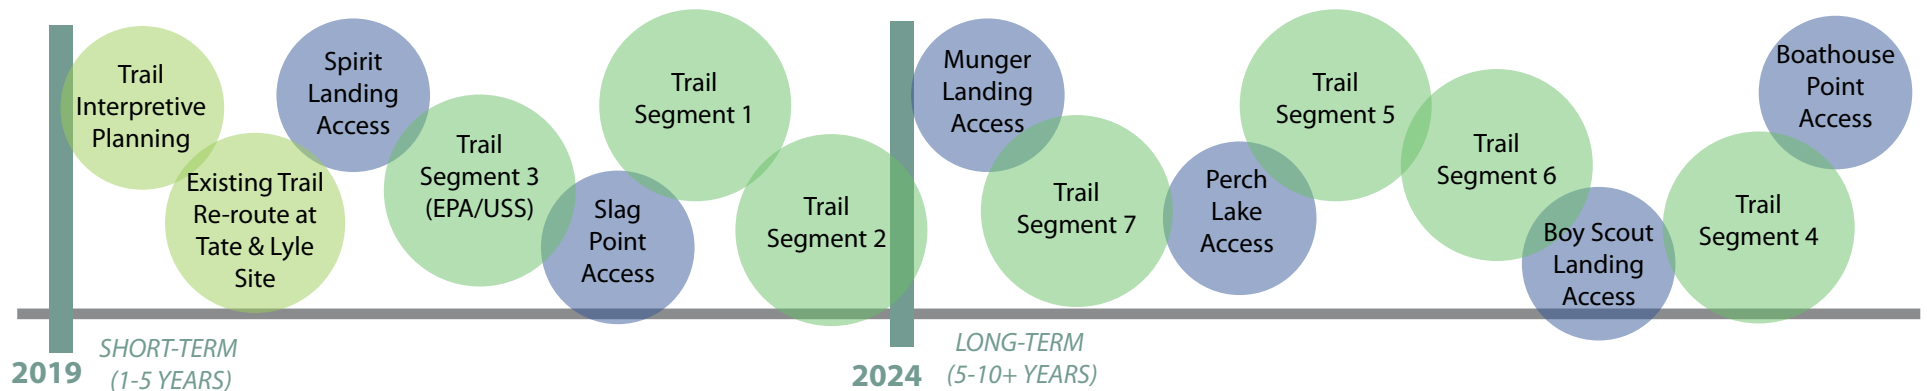 Trail
Interpretive
Planning
Existing Trail
Re-route at
Tate & Lyle
Site
Spirit
Landing
Access
Trail
Segment 3
(EPA/USS)
Slag
Point
Access
Trail
Segment 1
Trail
Segment 2
Munger
Landing
Access
Trail
Segment 7
Perch
Lake
Access
Trail
Segment 5
Trail
Segment 6
Boy Scout
Landing
Access
Trail
Segment 4
Boathouse
Point
Access
2019
SHORT-TERM
(1-5 YEARS)
2024
LONG-TERM
(5-10+ YEARS)